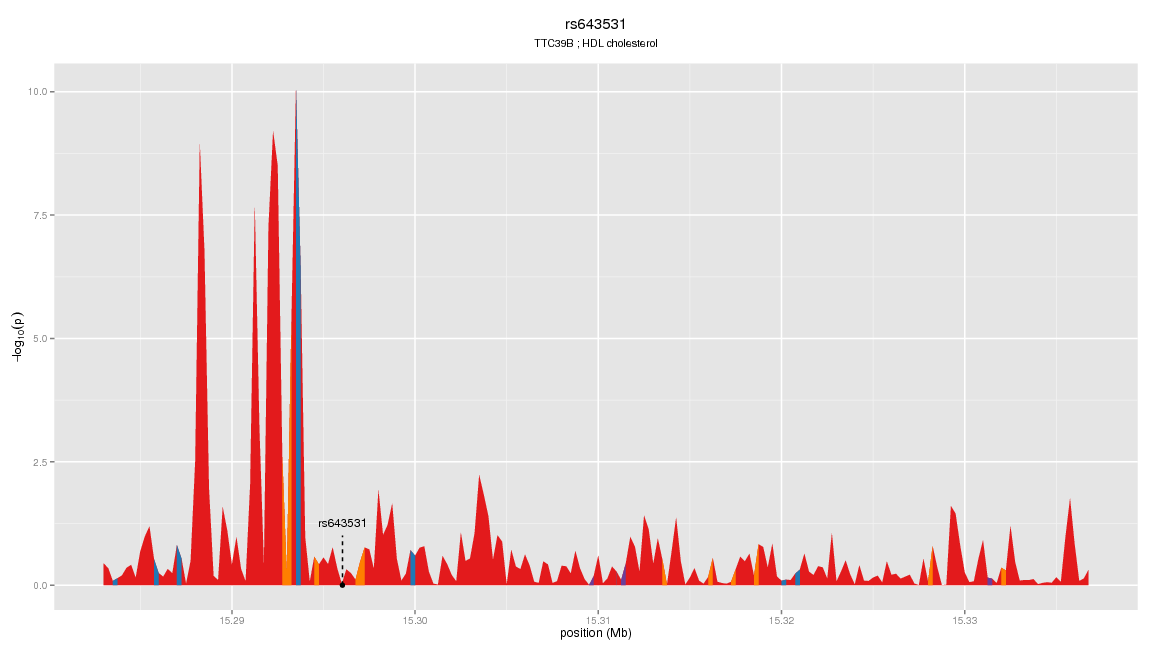 rs643531
TTC39B ; HDL cholesterol
10.0
7.5
5.0
2.5
0.0
−log10(p)
rs643531
15.29 15.30 15.31 15.32 15.33
position (Mb)